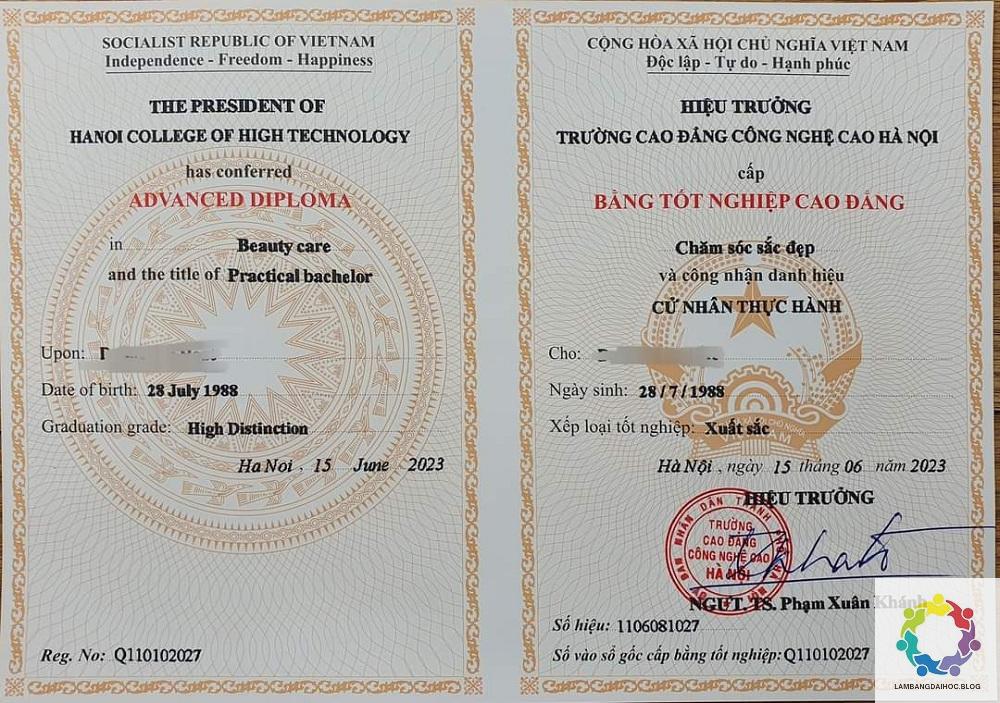 SOCIALIST REPUBLIC OF VIETNAM
Independence - Freedom - Happiness
THE PRESIDENT OF
HANOI COLLEGE OF HIGH TECHNOLOGY
has conferred
ADVANCED DIPLOMA
in Beauty care
and the title of Practical bachelor
Upon:
Date of birth: 28 July 1988
Graduation grade: High Distinction
Ha Noi , 15 June 2023
Reg. No: Q110102027
CỘNG HÒA XÃ HỘI CHỦ NGHĨA VIỆT NAM
Độc lập - Tự do - Hạnh phúc
HIỆU TRƯỞNG
TRƯỜNG CAO ĐẲNG CÔNG NGHỆ CAO HÀ NỘI
cấp
BẰNG TỐT NGHIỆP CAO ĐẲNG
Chăm sóc sắc đẹp
và công nhận danh hiệu
CỬ NHÂN THỰC HÀNH
Cho:
Ngày sinh: 28 / 7 / 1988
Xếp loại tốt nghiệp: Xuất sắc
Hà Nội , ngày 15 tháng 06 năm 2023
HIỆU TRƯỞNG
TRƯỜNG
CAO ĐẲNG
CÔNG NGHỆ CAO
HÀ NỘI
NGƯT. TS. Phạm Xuân Khánh
Số hiệu: 1106081027
Số vào sổ gốc cấp bằng tốt nghiệp: Q110102027
LAMBANGDAIHOC.BLOG